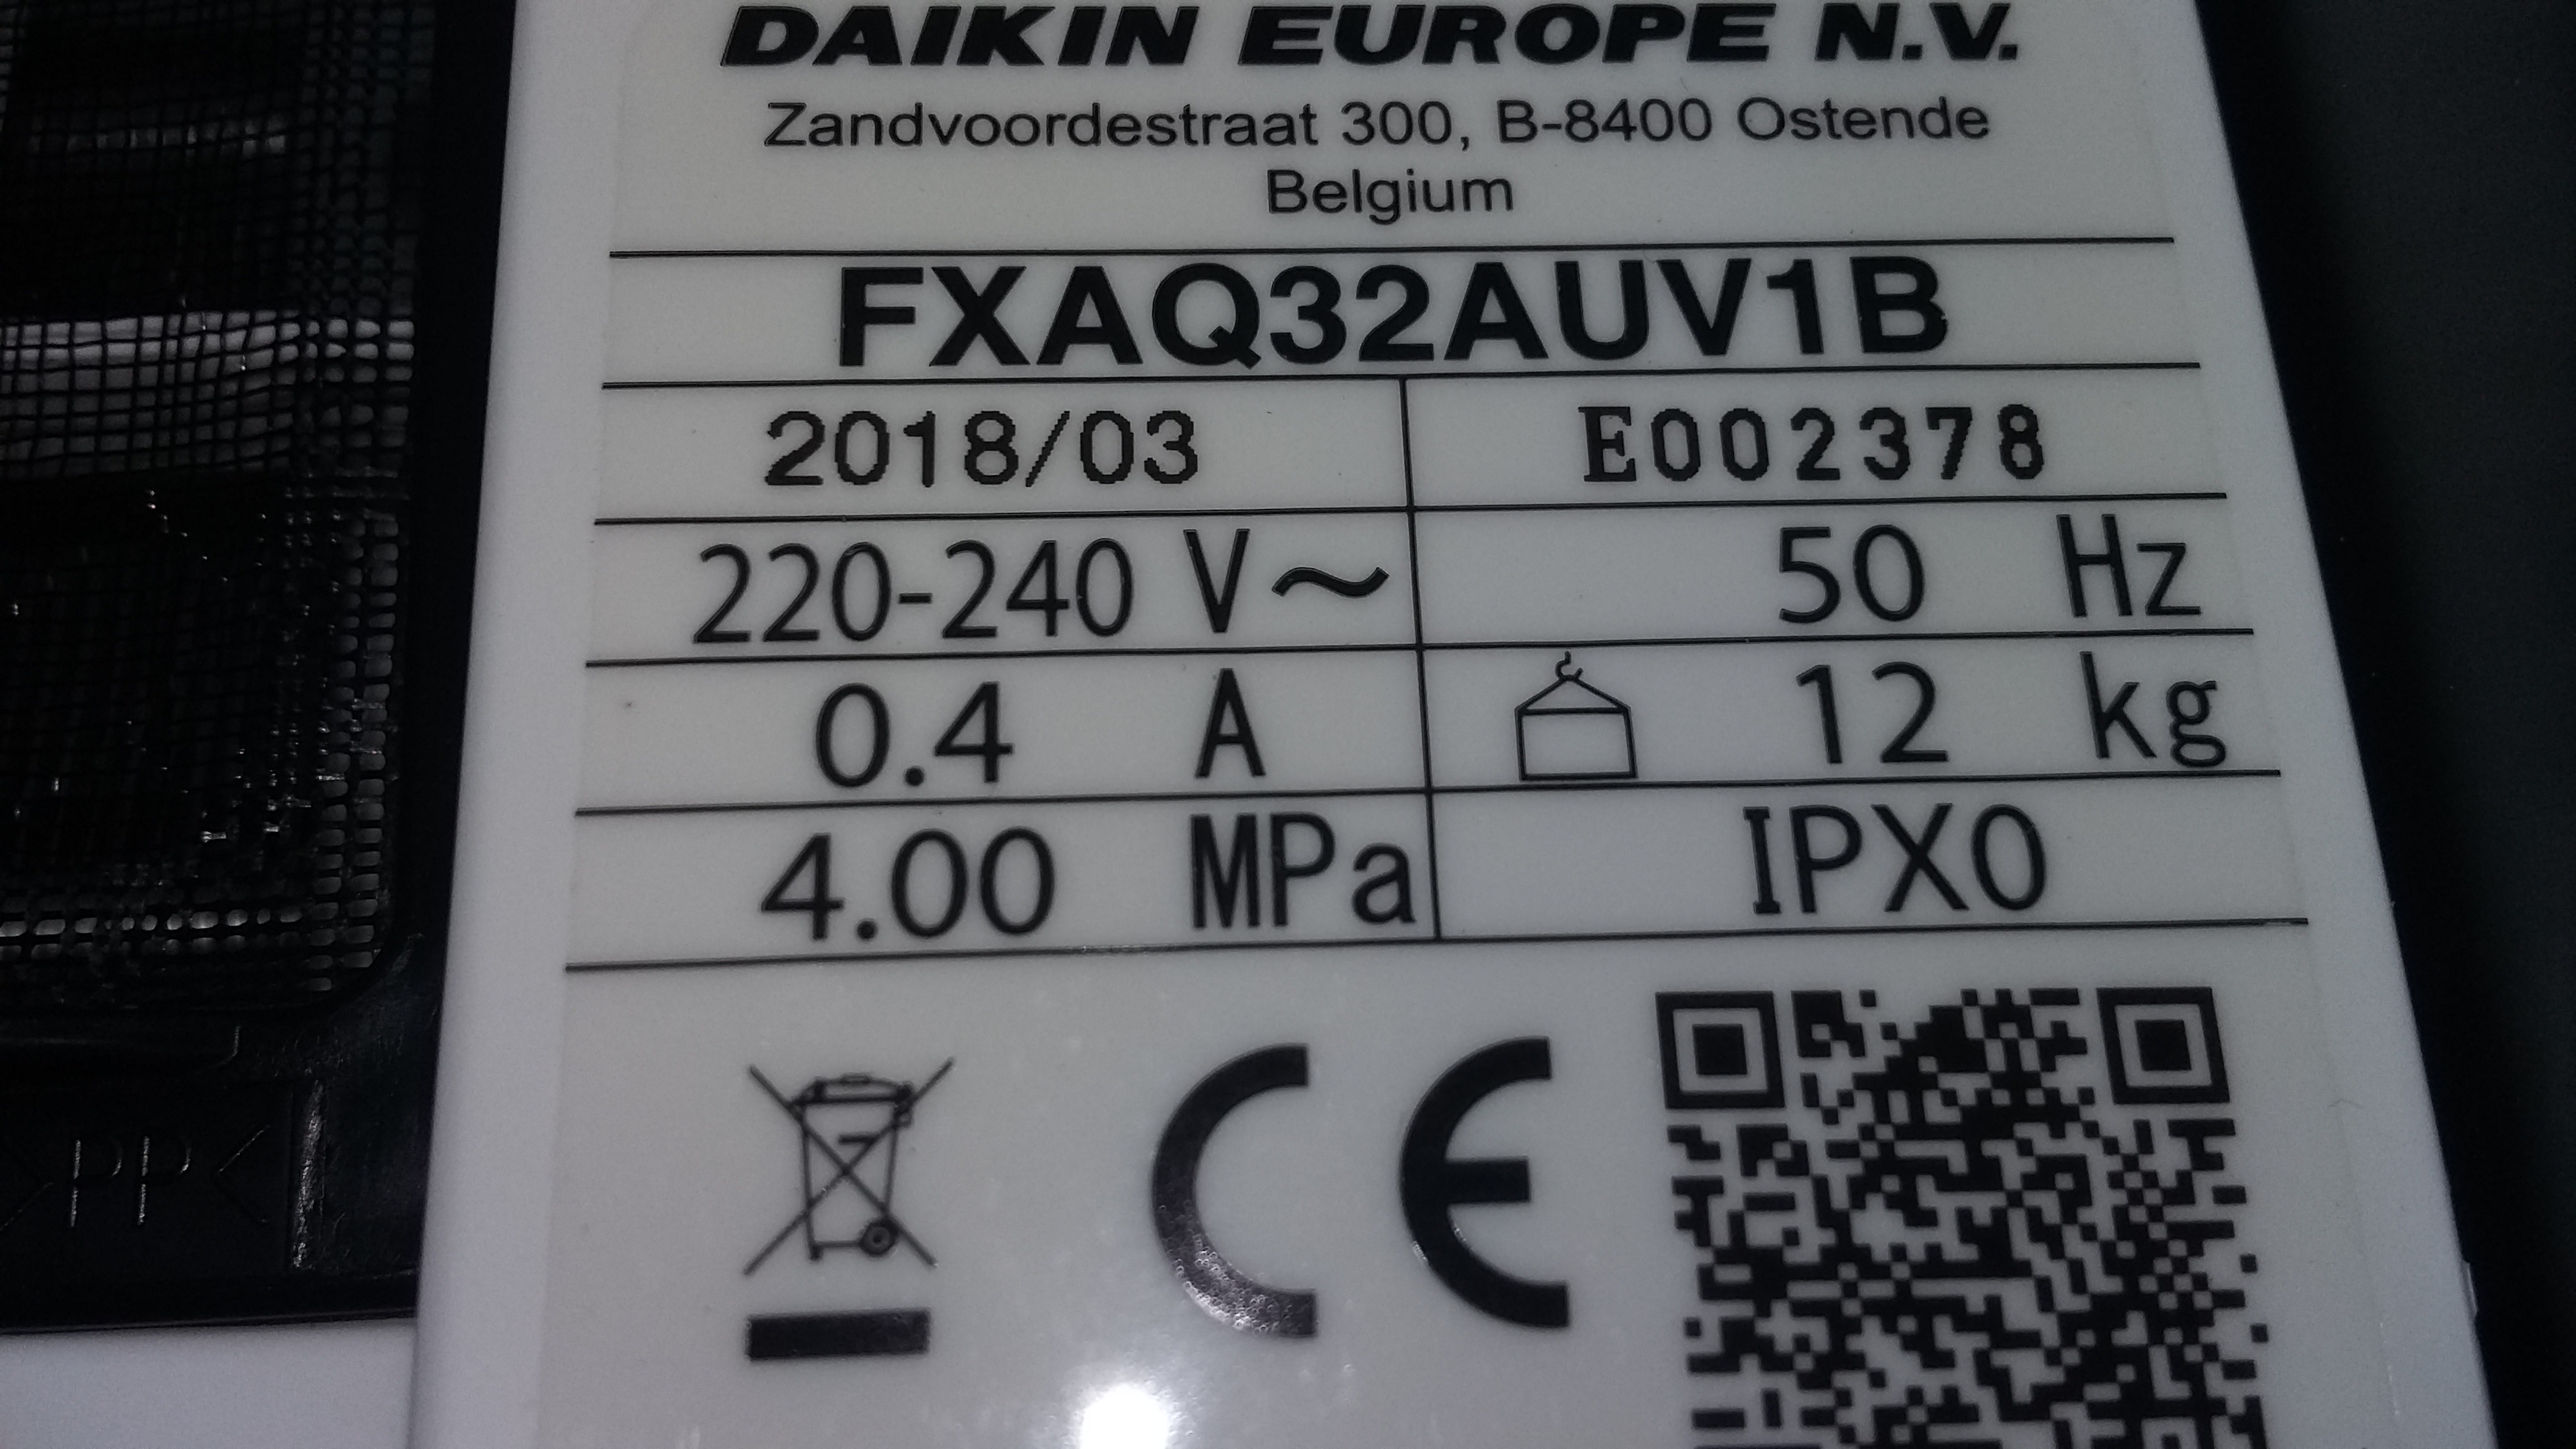 DAIKIN EUROPE N.V.
Zandvoordestraat 300, B-8400 Ostende
Belgium
FXAQ32AUV1B
2018/03 E002378
220-240 V~ 50 Hz
0.4 A 12 kg
4.00 MPa IPX0
CE
>PP<